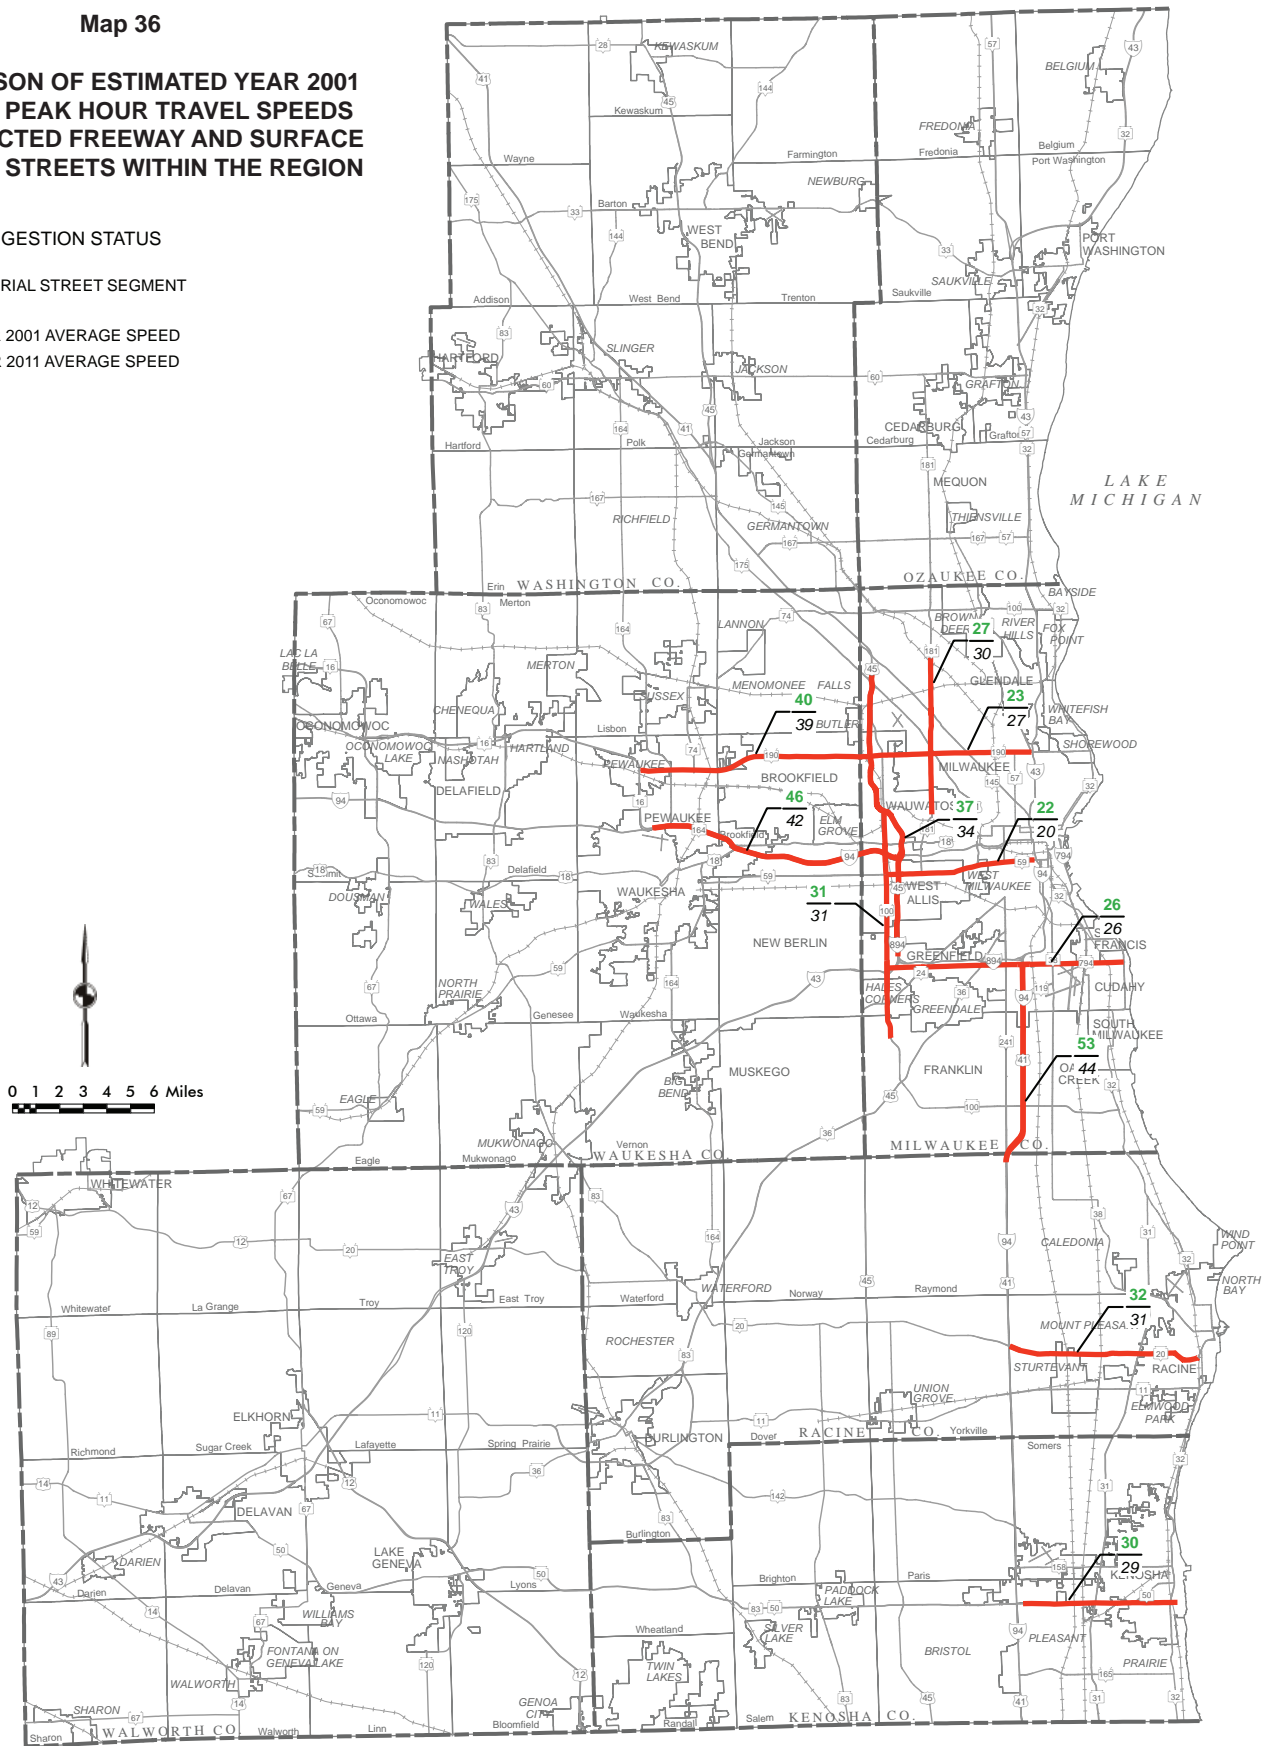 Map 36
SON OF ESTIMATED YEAR 2001
PEAK HOUR TRAVEL SPEEDS
CTED FREEWAY AND SURFACE
STREETS WITHIN THE REGION
GESTION STATUS
RIAL STREET SEGMENT
2001 AVERAGE SPEED
2011 AVERAGE SPEED
KEWASKUM
Kewaskum
Wayne
Barton
WEST
BEND
Farmington
NEWBURG
Addison
West Bend
Trenton
BELGIUM
FREDONIA
Fredonia
Belgium
Port Washington
PORT
WASHINGTON
SAUKVILLE
Saukville
HARTFORD
SLINGER
JACKSON
Hartford
Polk
Jackson
Germantown
GRAFTON
CEDARBURG
Cedarburg
Grafton
MEQUON
THIENSVILLE
LAKE
MICHIGAN
RICHFIELD
GERMANTOWN
Erin
WASHINGTON CO.
OZAUKEE CO.
Oconomowoc
Merton
LANNON
BAYSIDE
BROWN
DEER
RIVER
HILLS
FOX
POINT
27
30
LAC LA
BELLE
MERTON
SUSSEX
MENOMONEE FALLS
GLENDALE
23
27
WHITEFISH
BAY
SHOREWOOD
OCONOMOWOC
CHENEQUA
OCONOMOWOC
LAKE
NASHOTAH
HARTLAND
Lisbon
40
39
BUTLER
PEWAUKEE
BROOKFIELD
MILWAUKEE
DELAFIELD
PEWAUKEE
Brookfield
46
42
ELM
GROVE
37
34
22
20
Summit
Delafield
DOUSMAN
WALES
WAUKESHA
WEST
MILWAUKEE
WEST
ALLIS
31
31
NEW BERLIN
26
26
FRANCIS
GREENFIELD
HALES
CORNERS
GREENDALE
CUDAHY
SOUTH
MILWAUKEE
NORTH
PRAIRIE
Ottawa
Genesee
Waukesha
53
44
CREEK
FRANKLIN
MUSKEGO
BIG
BEND
0 1 2 3 4 5 6 Miles
EAGLE
MUKWONAGO
Vernon
Eagle
Mukwonago
WAUKESHA CO
MILWAUKEE CO.
WHITEWATER
EAST
TROY
CALEDONIA
WIND
POINT
NORTH
BAY
Whitewater
La Grange
Troy
East Troy
Waterford
WATERFORD
Norway
Raymond
32
31
ROCHESTER
STURTEVANT
RACINE
UNION
GROVE
ELMWOOD
PARK
ELKHORN
BURLINGTON
Dover
RACINE CO.
Yorkville
Somers
Richmond
Sugar Creek
Lafayette
Spring Prairie
DELAVAN
Burlington
LAKE
GENEVA
DARIEN
Darien
Delavan
Geneva
Lyons
Brighton
Paris
30
29
KENOSHA
PADDOCK
LAKE
WILLIAMS
BAY
FONTANA ON
GENEVA LAKE
Wheatland
SILVER
LAKE
BRISTOL
PLEASANT
PRAIRIE
WALWORTH
TWIN
LAKES
SHARON
GENOA
CITY
Sharon
WALWORTH CO.
Walworth
Linn
Bloomfield
Randall
Salem
KENOSHA CO.